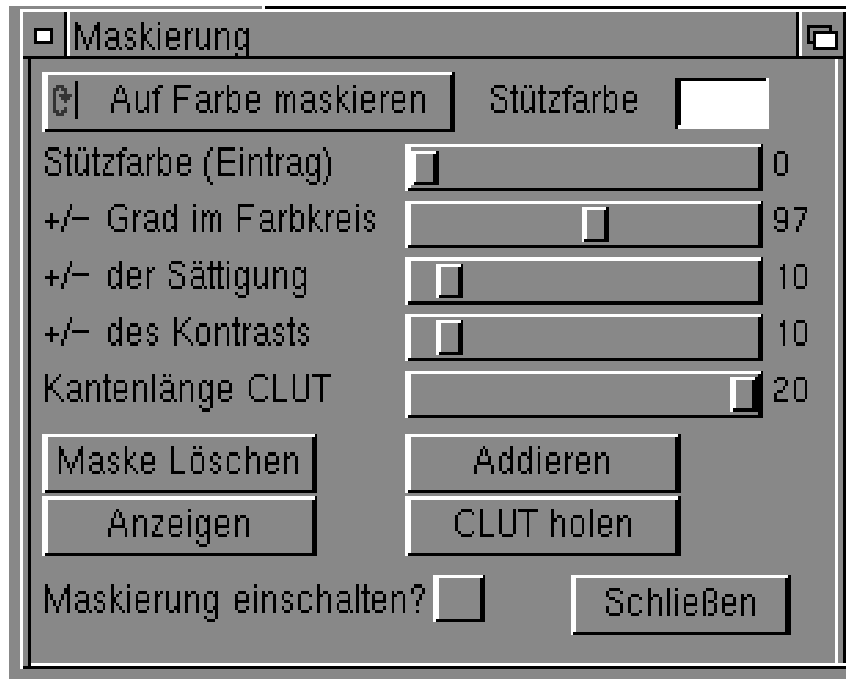 Maskierung
Auf Farbe maskieren Stützfarbe
Stützfarbe (Eintrag) 0
+/− Grad im Farbkreis 97
+/− der Sättigung 10
+/− des Kontrasts 10
Kantenlänge CLUT 20
Maske Löschen Addieren
Anzeigen CLUT holen
Maskierung einschalten? Schließen